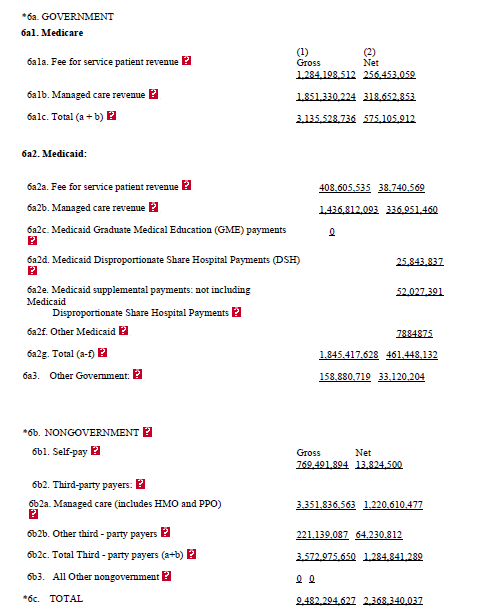 *6a. GOVERNMENT
6a1. Medicare
(1) (2)
6a1a. Fee for service patient revenue ? Gross Net
1,284,198,512 256,453,059
6a1b. Managed care revenue ? 1,851,330,224 318,652,853
6a1c. Total (a + b) ? 3,135,528,736 575,105,912
6a2. Medicaid:
6a2a. Fee for service patient revenue ? 408,605,535 38,740,569
6a2b. Managed care revenue ? 1,436,812,093 336,951,460
6a2c. Medicaid Graduate Medical Education (GME) payments 0
?
6a2d. Medicaid Disproportionate Share Hospital Payments (DSH) 25,843,837
?
6a2e. Medicaid supplemental payments: not including 52,027,391
Medicaid
Disproportionate Share Hospital Payments ?
6a2f. Other Medicaid ? 7884875
6a2g. Total (a-f) ? 1,845,417,628 461,448,132
6a3. Other Government: ? 158,880,719 33,120,204
*6b. NONGOVERNMENT ?
6b1. Self-pay ? Gross Net
769,491,894 13,824,500
6b2. Third-party payers: ?
6b2a. Managed care (includes HMO and PPO) 3,351,836,563 1,220,610,477
?
6b2b. Other third - party payers ? 221,139,087 64,230,812
6b2c. Total Third - party payers (a+b) ? 3,572,975,650 1,284,841,289
6b3. All Other nongovernment ? 0 0
*6c. TOTAL 9,482,294,627 2,368,340,037